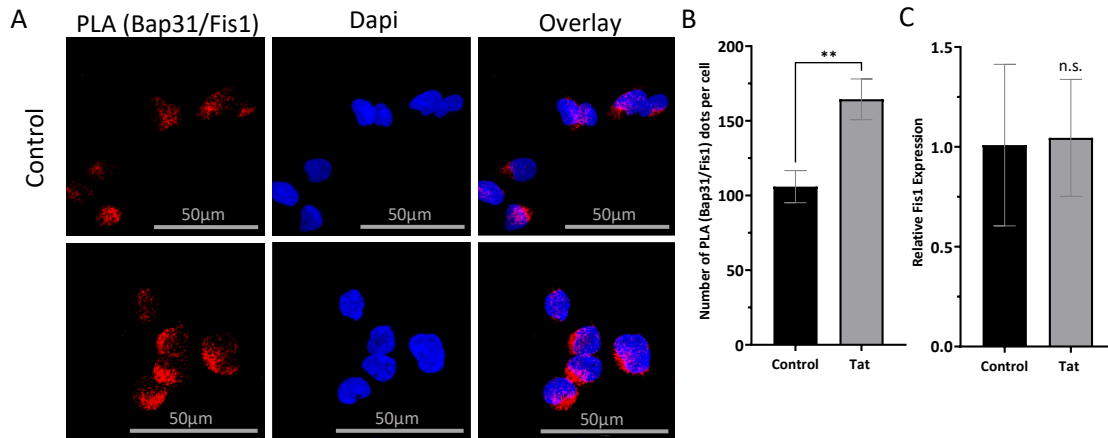 A
PLA (Bap31/Fis1)
Dapi
Overlay
Control
50µm
50µm
50µm
50µm
50µm
50µm
B
Number of PLA (Bap31/Fis1) dots per cell
200
150
100
50
0
**
Control
Tat
C
Relative Fis1 Expression
1.5
1.0
0.5
0.0
n.s.
Control
Tat